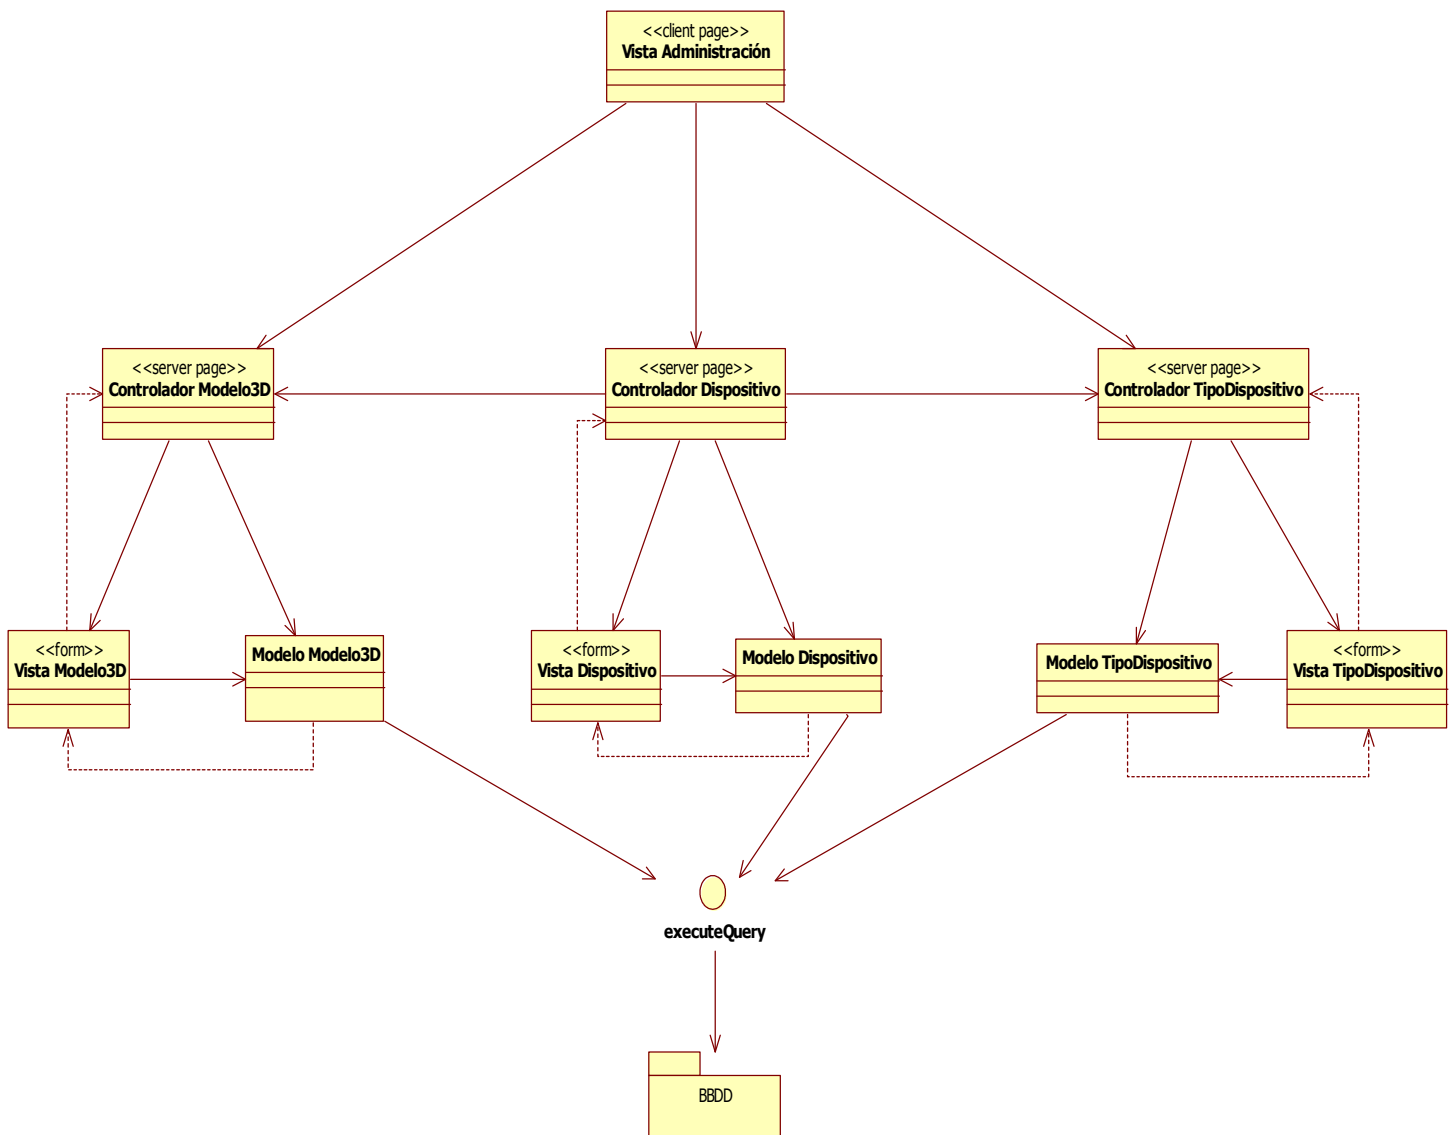 <<client page>>
Vista Administración
<<server page>>
Controlador Modelo3D
<<server page>>
Controlador Dispositivo
<<server page>>
Controlador TipoDispositivo
<<form>>
Vista Modelo3D
Modelo Modelo3D
<<form>>
Vista Dispositivo
Modelo Dispositivo
Modelo TipoDispositivo
<<form>>
Vista TipoDispositivo
executeQuery
BBDD